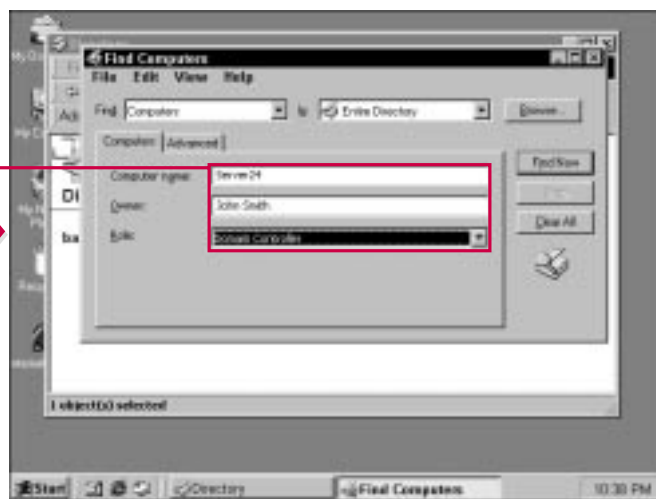 Find Computers
File Edit View Help
Find: Computers In Entire Directory Browse...
Computers Advanced
Computer name: Server24
Owner: John Smith
Role: Domain Controller
Find Now
Clear All
1 object(s) selected
Start Directory Find Computers 10:38 PM